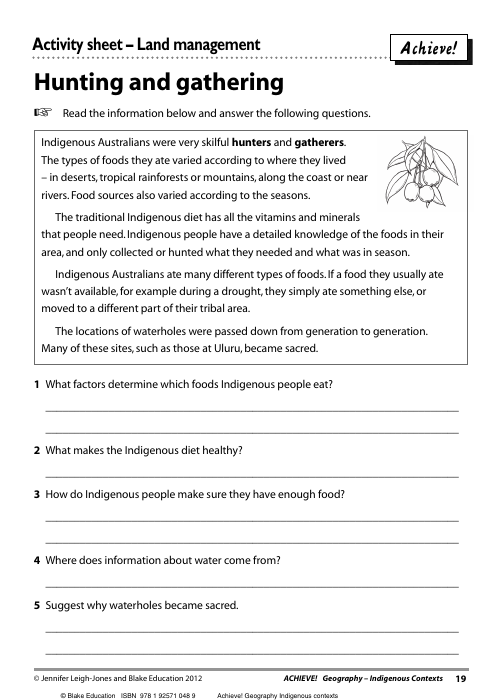 Activity sheet – Land management
Achieve!
Hunting and gathering
Read the information below and answer the following questions.
Indigenous Australians were very skilful hunters and gatherers.
The types of foods they ate varied according to where they lived
– in deserts, tropical rainforests or mountains, along the coast or near
rivers. Food sources also varied according to the seasons.
The traditional Indigenous diet has all the vitamins and minerals
that people need. Indigenous people have a detailed knowledge of the foods in their
area, and only collected or hunted what they needed and what was in season.
Indigenous Australians ate many different types of foods. If a food they usually ate
wasn't available, for example during a drought, they simply ate something else, or
moved to a different part of their tribal area.
The locations of waterholes were passed down from generation to generation.
Many of these sites, such as those at Uluru, became sacred.
1 What factors determine which foods Indigenous people eat?
2 What makes the Indigenous diet healthy?
3 How do Indigenous people make sure they have enough food?
4 Where does information about water come from?
5 Suggest why waterholes became sacred.
© Jennifer Leigh-Jones and Blake Education 2012 ACHIEVE! Geography – Indigenous Contexts 19
© Blake Education ISBN 978 1 92571 048 9 Achieve! Geography Indigenous contexts